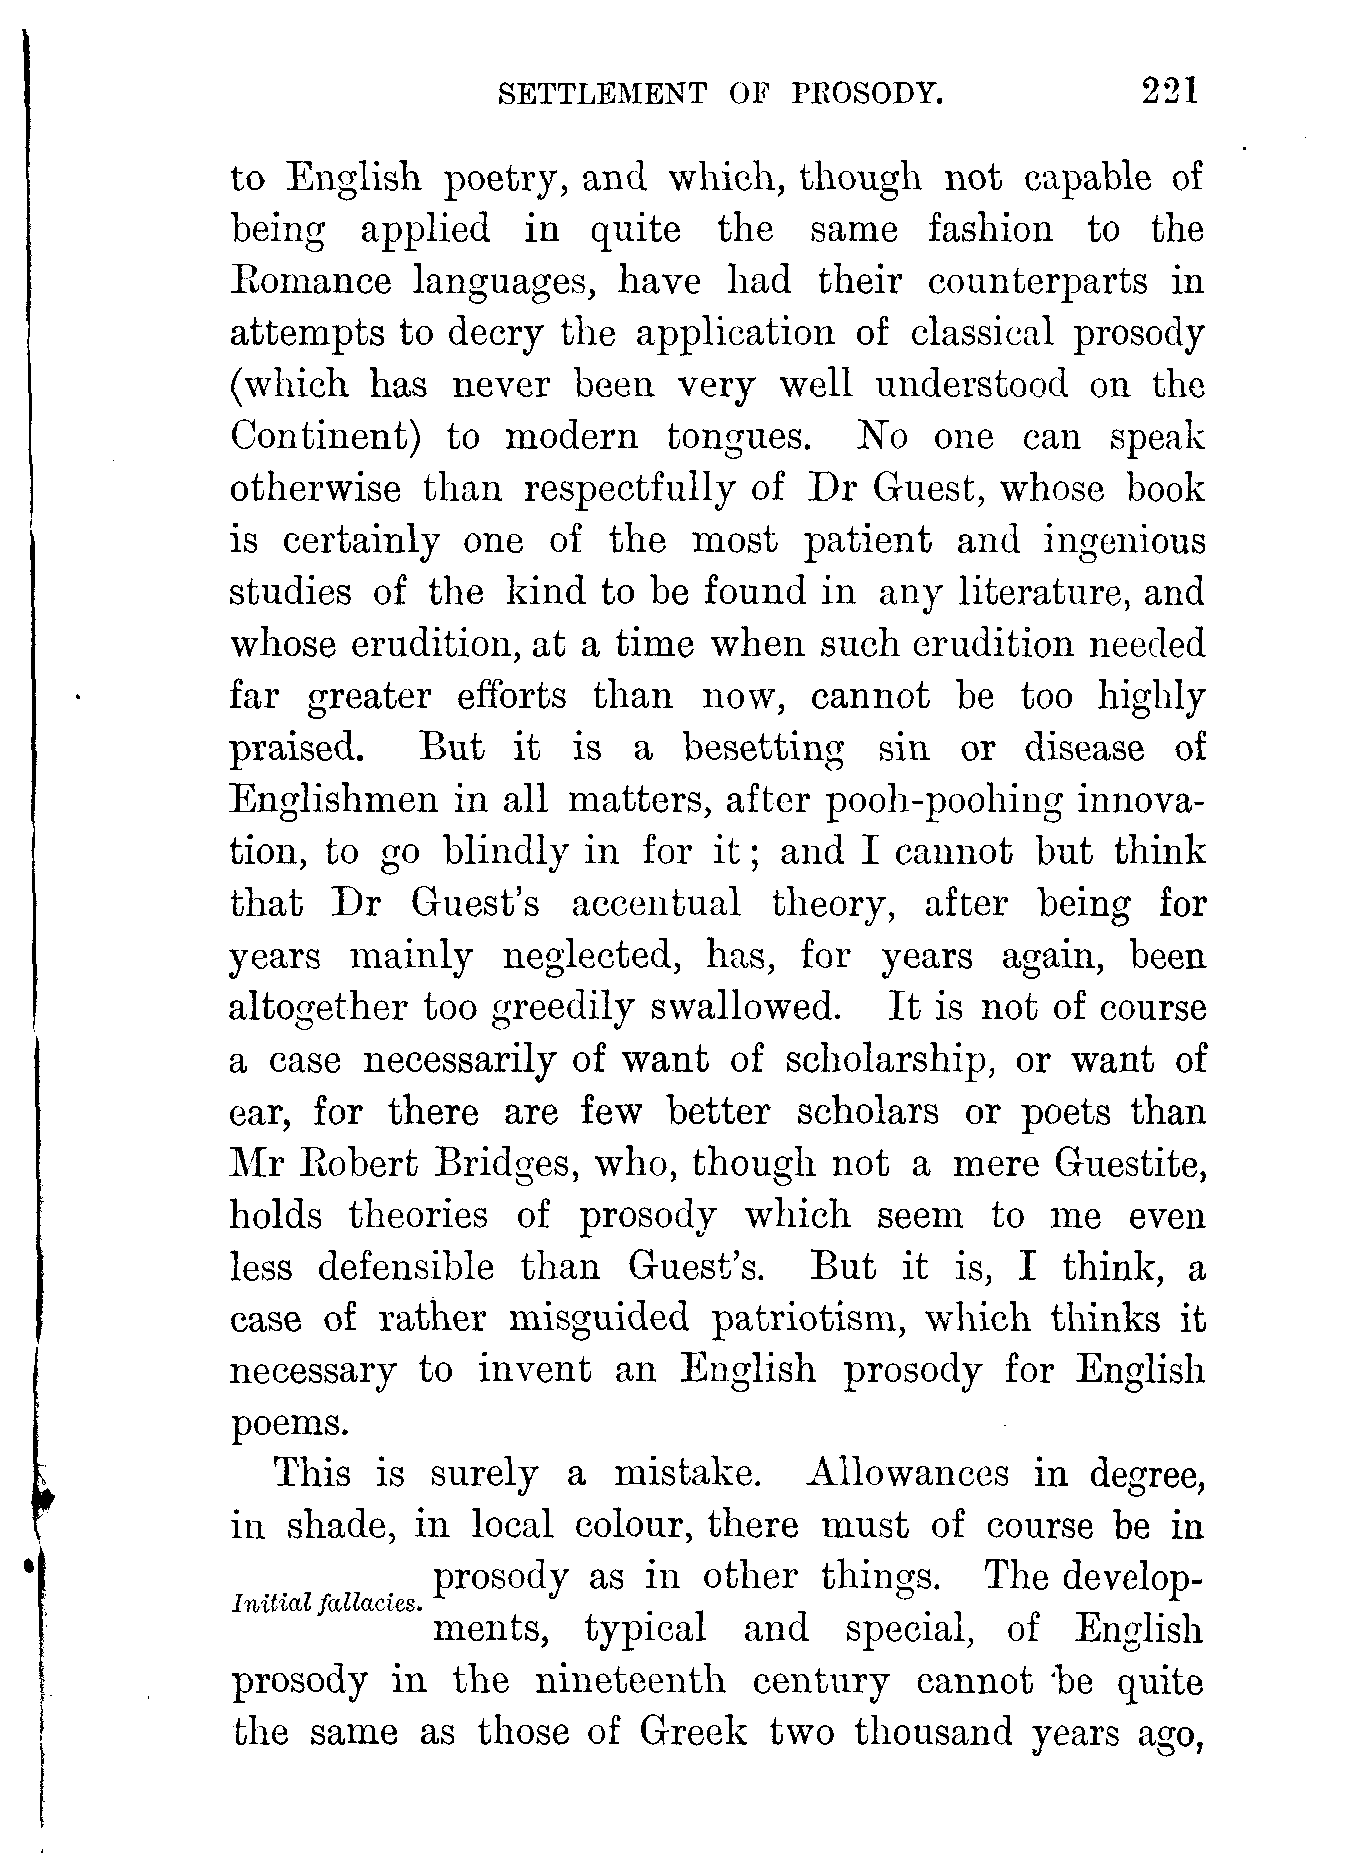 SETTLEMENT OF PROSODY. 221
to English poetry, and which, though not capable of
being applied in quite the same fashion to the
Romance languages, have had their counterparts in
attempts to decry the application of classical prosody
(which has never been very well understood on the
Continent) to modern tongues. No one can speak
otherwise than respectfully of Dr Guest, whose book
is certainly one of the most patient and ingenious
studies of the kind to be found in any literature, and
whose erudition, at a time when such erudition needed
far greater efforts than now, cannot be too highly
praised. But it is a besetting sin or disease of
Englishmen in all matters, after pooh-poohing innova-
tion, to go blindly in for it; and I cannot but think
that Dr Guest's accentual theory, after being for
years mainly neglected, has, for years again, been
altogether too greedily swallowed. It is not of course
a case necessarily of want of scholarship, or want of
ear, for there are few better scholars or poets than
Mr Robert Bridges, who, though not a mere Guestite,
holds theories of prosody which seem to me even
less defensible than Guest's. But it is, I think, a
case of rather misguided patriotism, which thinks it
necessary to invent an English prosody for English
poems.
This is surely a mistake. Allowances in degree,
in shade, in local colour, there must of course be in
prosody as in other things. The develop-
Initial fallacies.
ments, typical and special, of English
prosody in the nineteenth century cannot be quite
the same as those of Greek two thousand years ago,